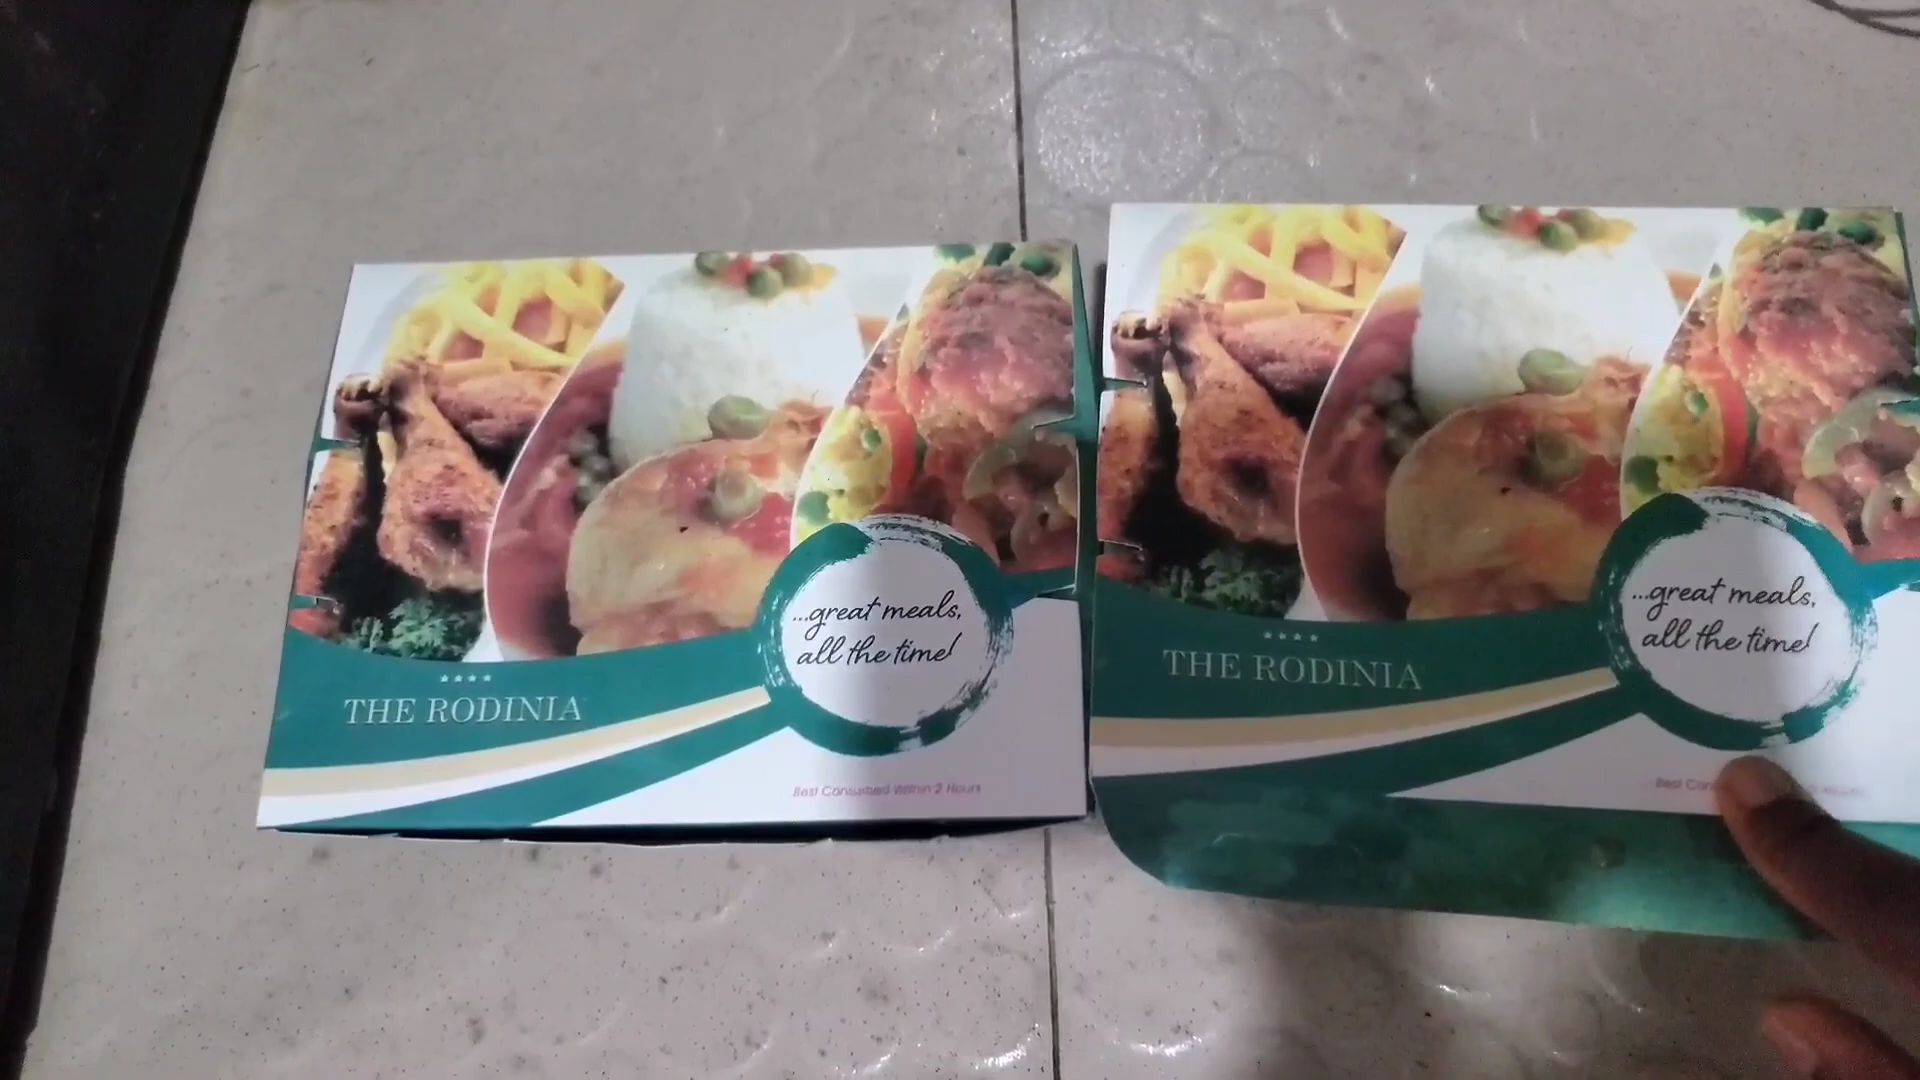 ...great meals,
all the time!
THE RODINIA
Best Consumed Within 2 Hours
...great meals,
all the time!
THE RODINIA
Best